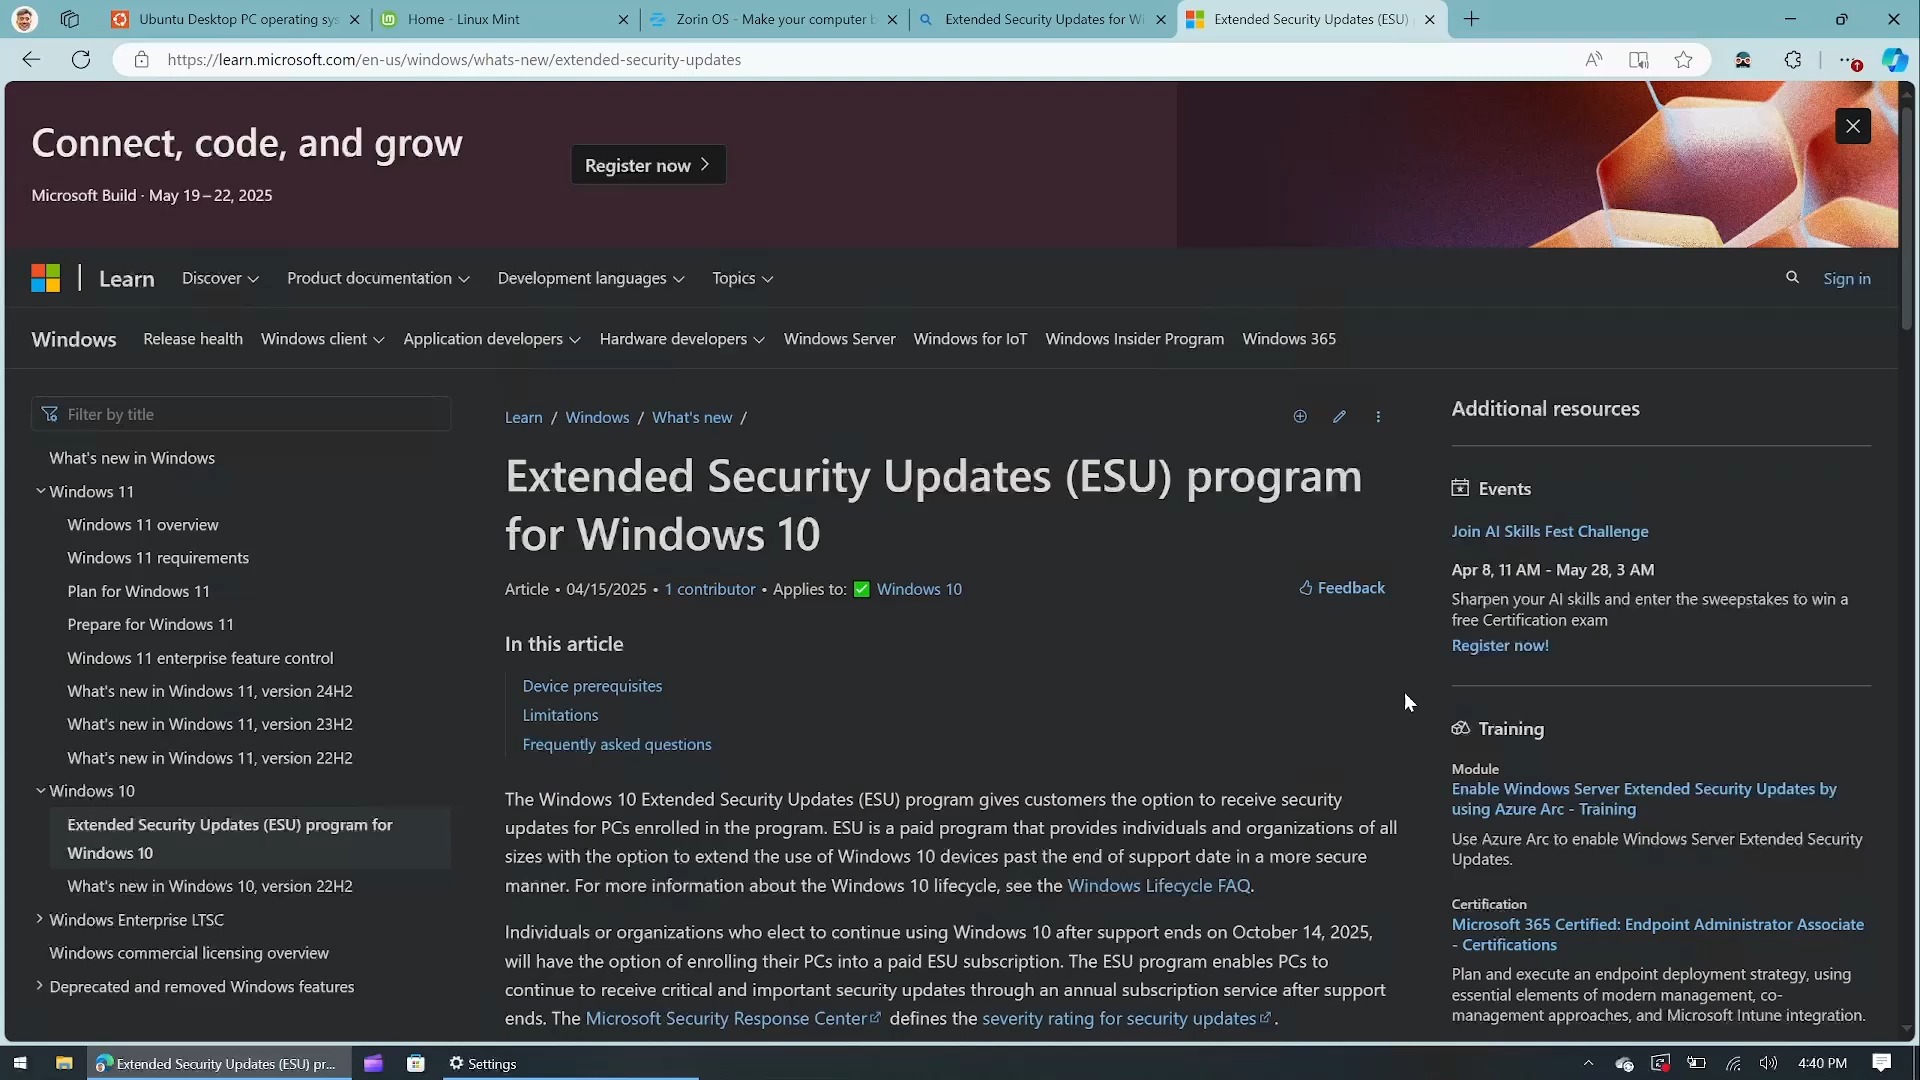 Ubuntu Desktop PC operating sys
Home - Linux Mint
Zorin OS - Make your computer b
Extended Security Updates for Wi
Extended Security Updates (ESU)
https://learn.microsoft.com/en-us/windows/whats-new/extended-security-updates
Connect, code, and grow
Microsoft Build · May 19 – 22, 2025
Register now
Learn
Discover
Product documentation
Development languages
Topics
Sign in
Windows
Release health
Windows client
Application developers
Hardware developers
Windows Server
Windows for IoT
Windows Insider Program
Windows 365
Filter by title
What's new in Windows
Windows 11
Windows 11 overview
Windows 11 requirements
Plan for Windows 11
Prepare for Windows 11
Windows 11 enterprise feature control
What's new in Windows 11, version 24H2
What's new in Windows 11, version 23H2
What's new in Windows 11, version 22H2
Windows 10
Extended Security Updates (ESU) program for
Windows 10
What's new in Windows 10, version 22H2
Windows Enterprise LTSC
Windows commercial licensing overview
Deprecated and removed Windows features
Learn / Windows / What's new /
Extended Security Updates (ESU) program
for Windows 10
Article • 04/15/2025 • 1 contributor • Applies to: ✅ Windows 10
Feedback
In this article
Device prerequisites
Limitations
Frequently asked questions
The Windows 10 Extended Security Updates (ESU) program gives customers the option to receive security
updates for PCs enrolled in the program. ESU is a paid program that provides individuals and organizations of all
sizes with the option to extend the use of Windows 10 devices past the end of support date in a more secure
manner. For more information about the Windows 10 lifecycle, see the Windows Lifecycle FAQ.
Individuals or organizations who elect to continue using Windows 10 after support ends on October 14, 2025,
will have the option of enrolling their PCs into a paid ESU subscription. The ESU program enables PCs to
continue to receive critical and important security updates through an annual subscription service after support
ends. The Microsoft Security Response Center defines the severity rating for security updates.
Additional resources
Events
Join AI Skills Fest Challenge
Apr 8, 11 AM - May 28, 3 AM
Sharpen your AI skills and enter the sweepstakes to win a
free Certification exam
Register now!
Training
Module
Enable Windows Server Extended Security Updates by
using Azure Arc - Training
Use Azure Arc to enable Windows Server Extended Security
Updates.
Certification
Microsoft 365 Certified: Endpoint Administrator Associate
- Certifications
Plan and execute an endpoint deployment strategy, using
essential elements of modern management, co-
management approaches, and Microsoft Intune integration.
Extended Security Updates (ESU) pr...
Settings
4:40 PM